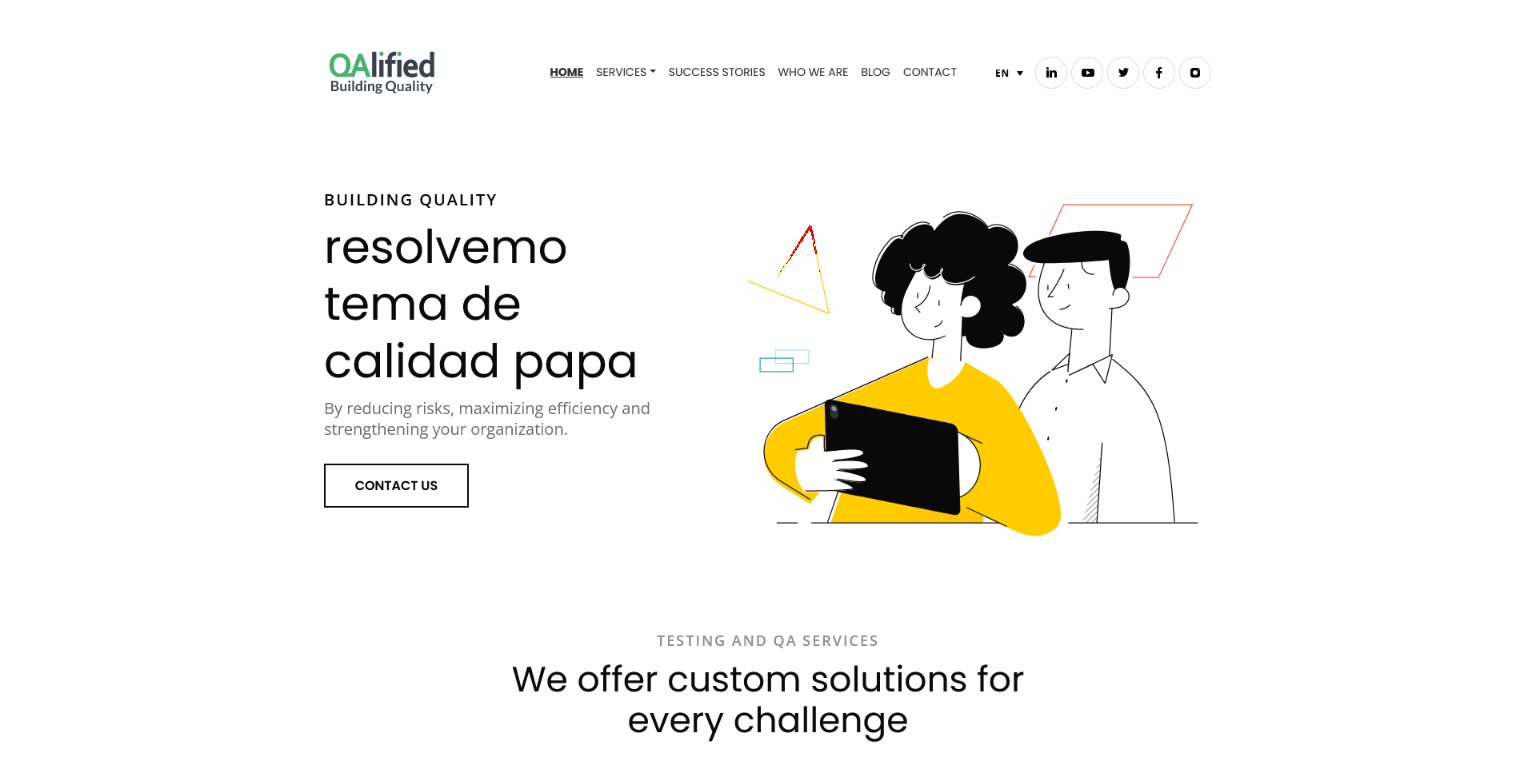 QAlified
Building Quality
HOME SERVICES SUCCESS STORIES WHO WE ARE BLOG CONTACT EN
BUILDING QUALITY
resolvemo
tema de
calidad papa
By reducing risks, maximizing efficiency and
strengthening your organization.
CONTACT US
TESTING AND QA SERVICES
We offer custom solutions for
every challenge